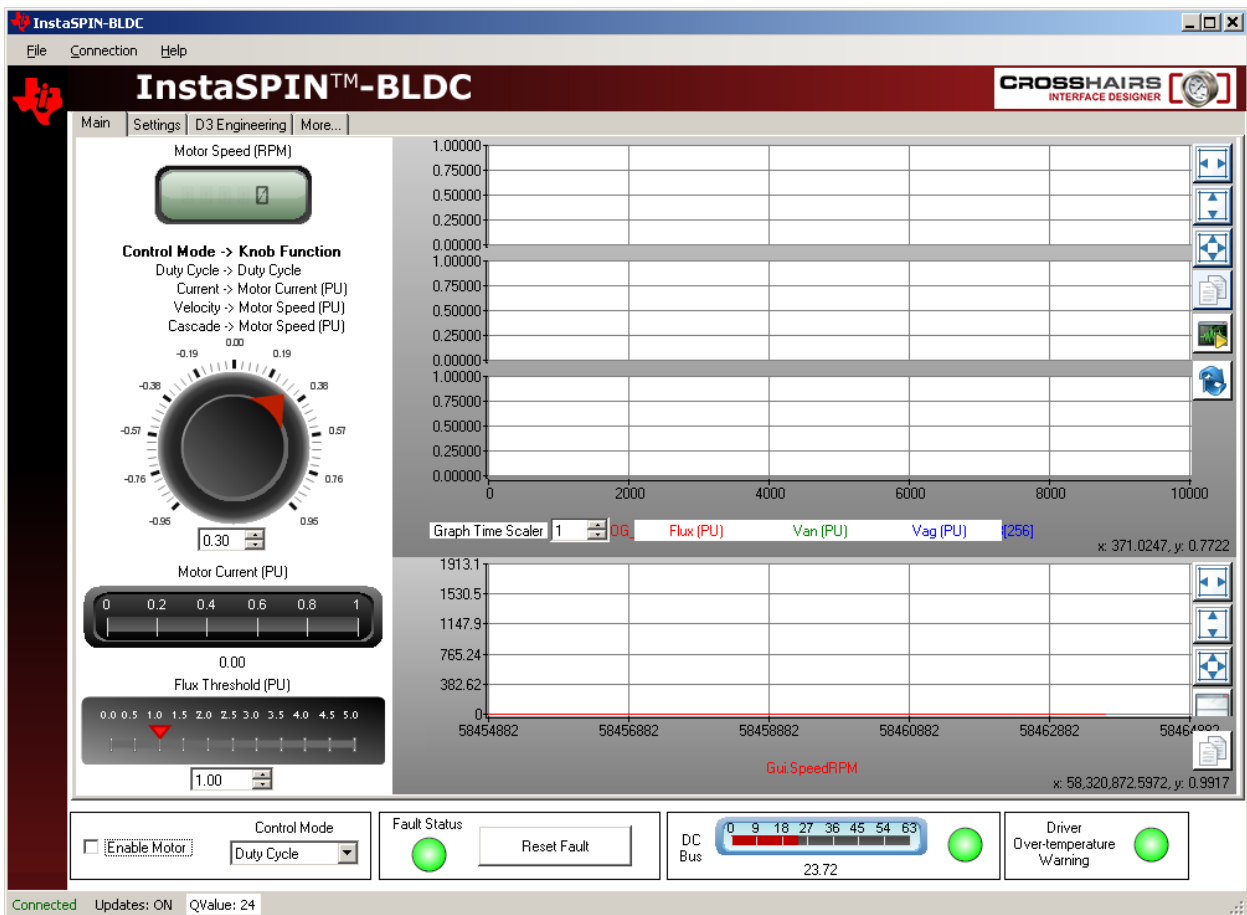 InstaSPIN-BLDC
File Connection Help
InstaSPIN™-BLDC
CROSSHAIRS
INTERFACE DESIGNER
Main Settings D3 Engineering More...
Motor Speed (RPM)
0
Control Mode -> Knob Function
Duty Cycle -> Duty Cycle
Current -> Motor Current (PU)
Velocity -> Motor Speed (PU)
Cascade -> Motor Speed (PU)
0.00
-0.19 0.19
-0.38 0.38
-0.57 0.57
-0.76 0.76
-0.95 0.95
0.30
Motor Current (PU)
0 0.2 0.4 0.6 0.8 1
0.00
Flux Threshold (PU)
0.0 0.5 1.0 1.5 2.0 2.5 3.0 3.5 4.0 4.5 5.0
1.00
1.00000
0.75000
0.50000
0.25000
0.00000
1.00000
0.75000
0.50000
0.25000
0.00000
1.00000
0.75000
0.50000
0.25000
0.00000
0 2000 4000 6000 8000 10000
Graph Time Scaler 1 OG_ Flux (PU) Van (PU) Vag (PU) [256]
x: 371.0247, y: 0.7722
1913.1
1530.5
1147.9
765.24
382.62
0
58454882 58456882 58458882 58460882 58462882
Gui.SpeedRPM
x: 58,320,872.5972, y: 0.9917
Enable Motor
Control Mode
Duty Cycle
Fault Status
Reset Fault
DC
Bus
0 9 18 27 36 45 54 63
23.72
Driver
Over-temperature
Warning
Connected Updates: ON QValue: 24